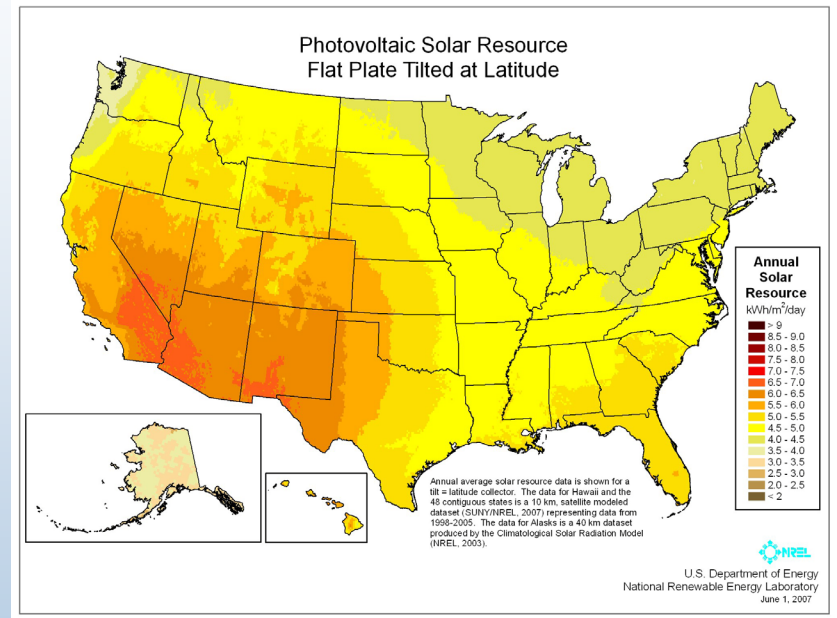 Photovoltaic Solar Resource
Flat Plate Tilted at Latitude
Annual
Solar
Resource
kWh/m²/day
> 9
8.5 - 9.0
8.0 - 8.5
7.5 - 8.0
7.0 - 7.5
6.5 - 7.0
6.0 - 6.5
5.5 - 6.0
5.0 - 5.5
4.5 - 5.0
4.0 - 4.5
3.5 - 4.0
3.0 - 3.5
2.5 - 3.0
2.0 - 2.5
< 2
Annual average solar resource data is shown for a
tilt = latitude collector. The data for Hawaii and the
48 contiguous states is a 10 km, satellite modeled
dataset (SUNY/NREL, 2007) representing data from
1998-2005. The data for Alaska is a 40 km dataset
produced by the Climatological Solar Radiation Model
(NREL, 2003).
NREL
U.S. Department of Energy
National Renewable Energy Laboratory
June 1, 2007